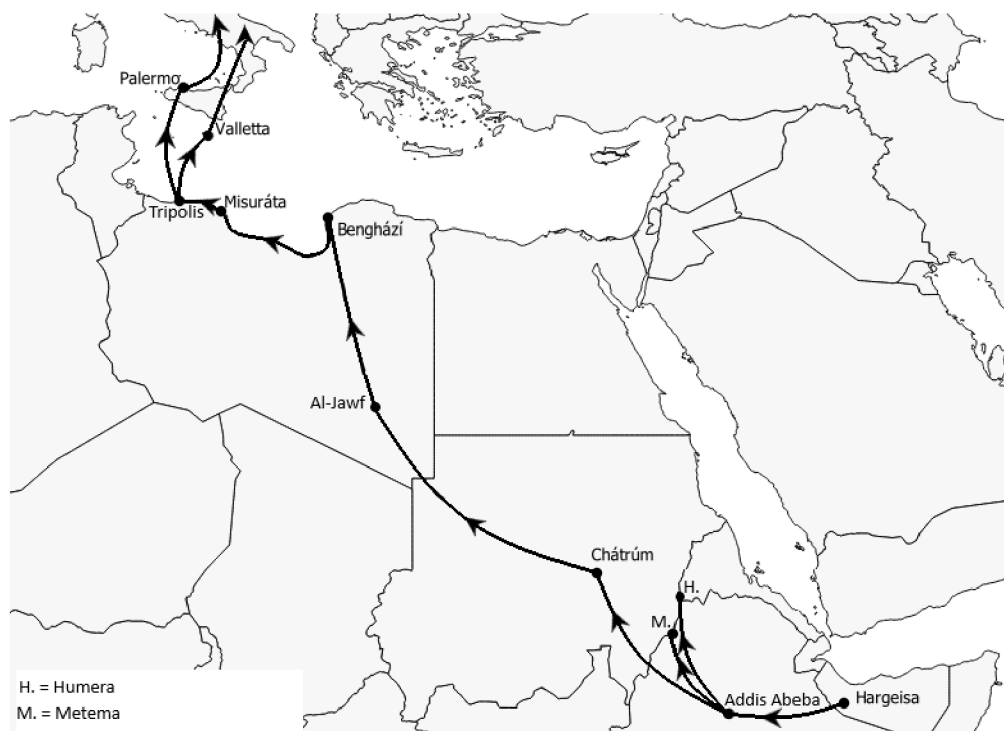 Palermo
Valletta
Tripolis
Misuráta
Benghází
Al-Jawf
Chátrúm
H.
M.
Addis Abeba
Hargeisa
H. = Humera
M. = Metema